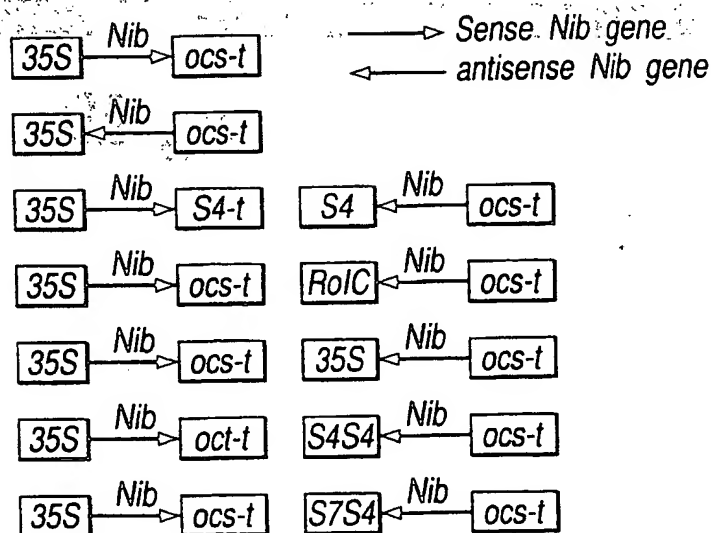 35S Nib ocs-t Sense Nib gene
antisense Nib gene
35S Nib ocs-t
35S Nib S4-t S4 Nib ocs-t
35S Nib ocs-t RolC Nib ocs-t
35S Nib ocs-t 35S Nib ocs-t
35S Nib oct-t S4S4 Nib ocs-t
35S Nib ocs-t S7S4 Nib ocs-t